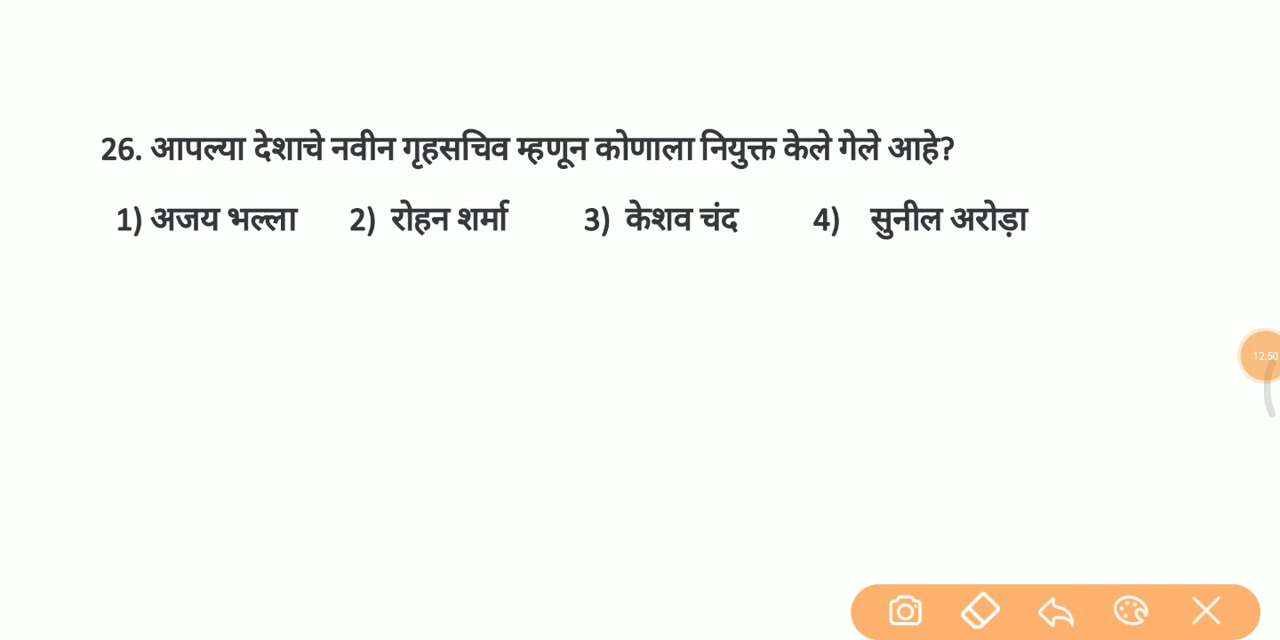 26. आपल्या देशाचे नवीन गृहसचिव म्हणून कोणाला नियुक्त केले गेले आहे?
1) अजय भल्ला 2) रोहन शर्मा 3) केशव चंद 4) सुनील अरोड़ा
12:50